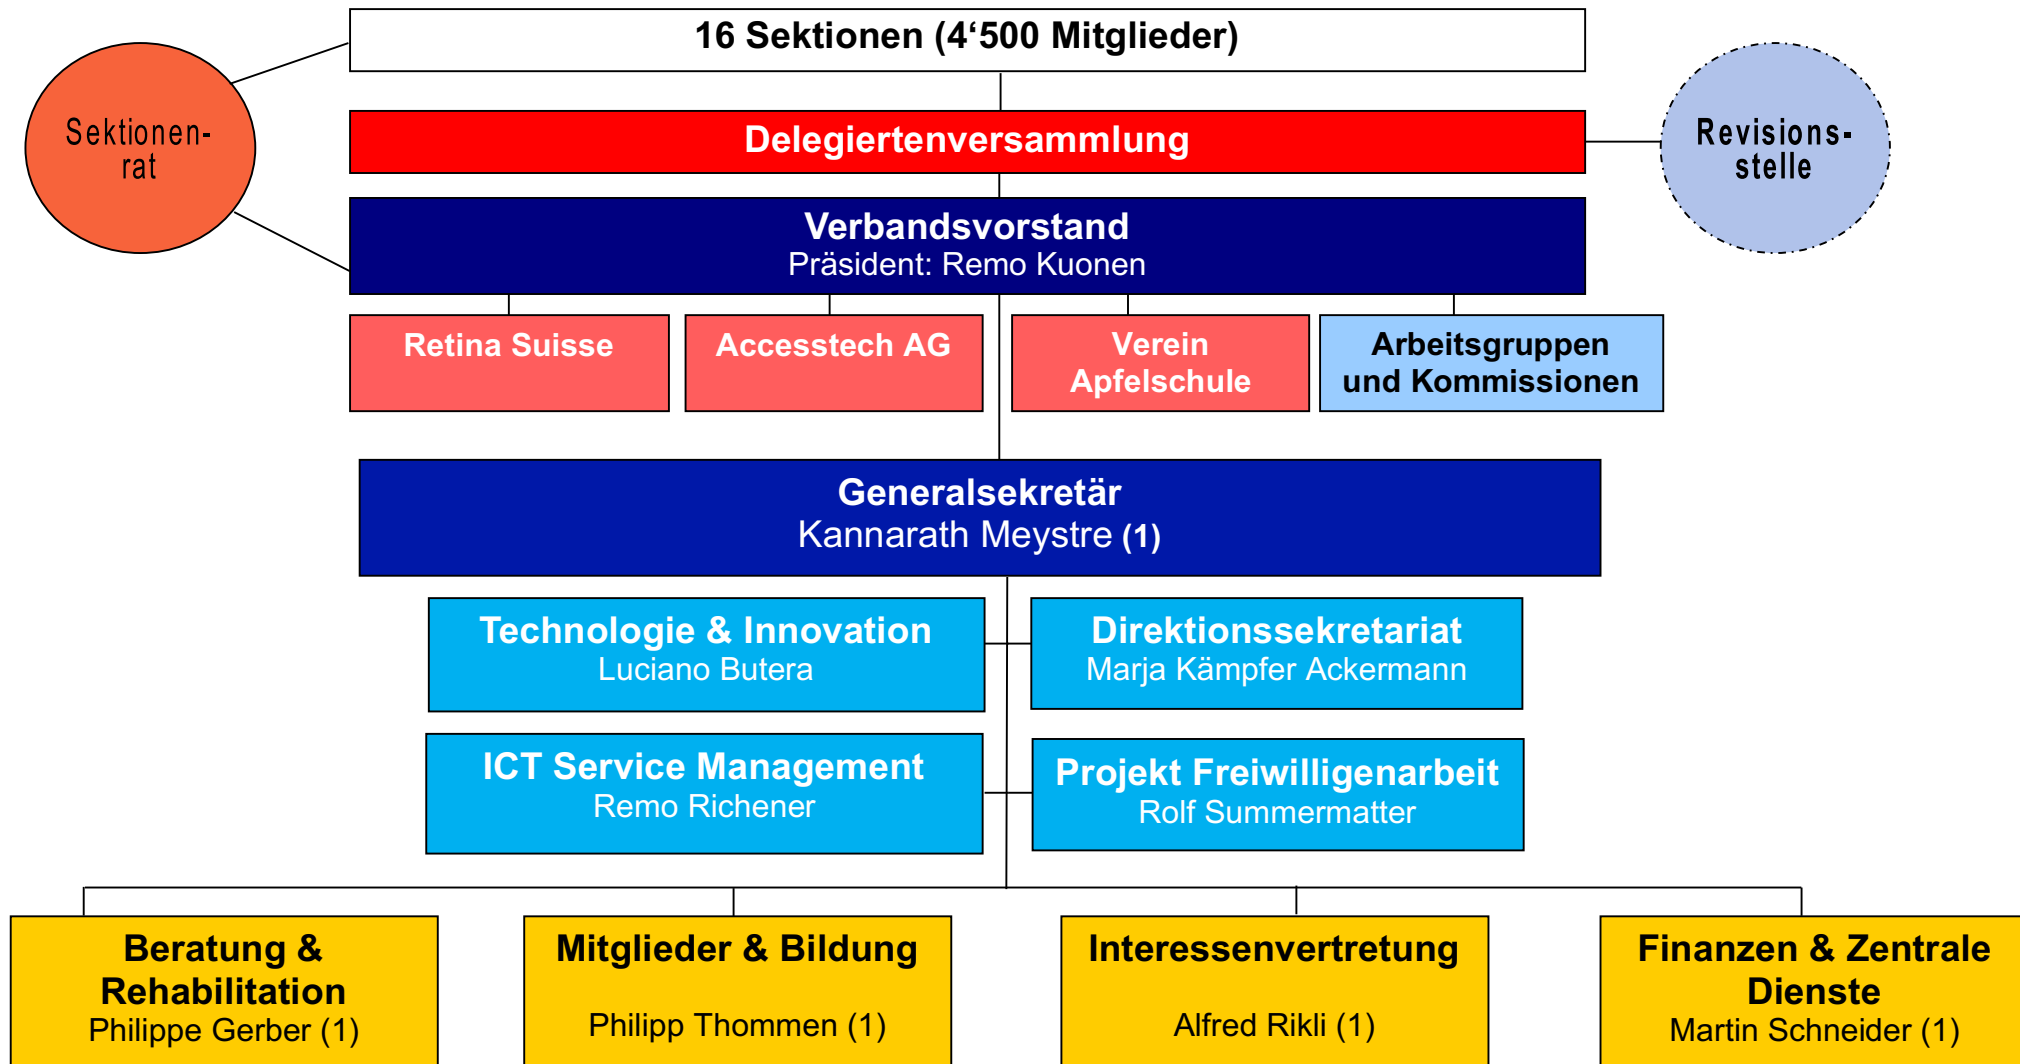 16 Sektionen (4‘500 Mitglieder)
Sektionen-
rat
Delegiertenversammlung
Revisions-
stelle
Verbandsvorstand
Präsident: Remo Kuonen
Retina Suisse
Accesstech AG
Verein
Apfelschule
Arbeitsgruppen
und Kommissionen
Generalsekretär
Kannarath Meystre (1)
Technologie & Innovation
Luciano Butera
Direktionssekretariat
Marja Kämpfer Ackermann
ICT Service Management
Remo Richener
Projekt Freiwilligenarbeit
Rolf Summermatter
Beratung &
Rehabilitation
Philippe Gerber (1)
Mitglieder & Bildung
Philipp Thommen (1)
Interessenvertretung
Alfred Rikli (1)
Finanzen & Zentrale
Dienste
Martin Schneider (1)